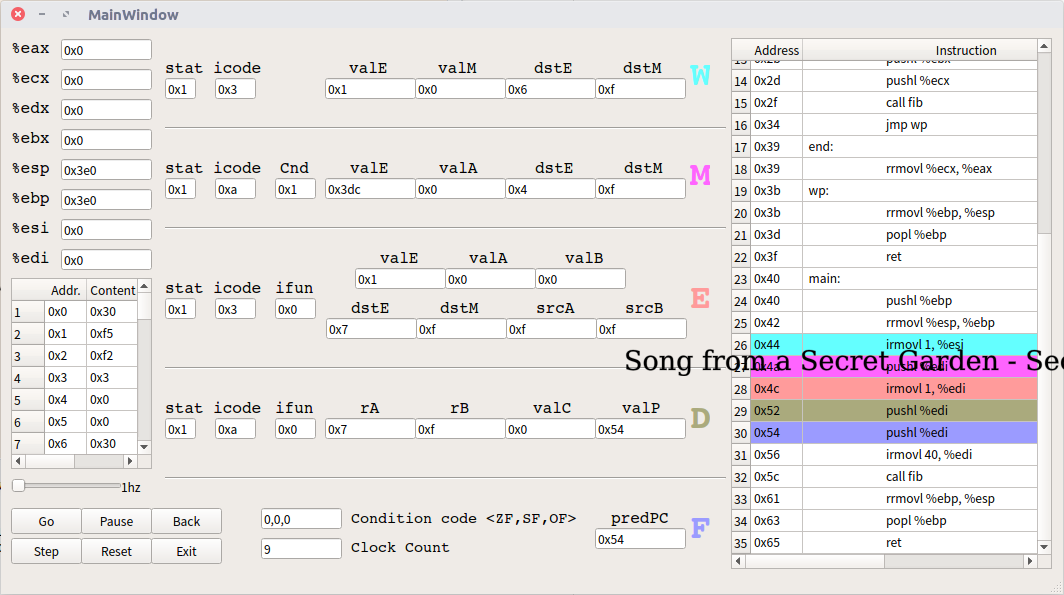 MainWindow
%eax 0x0
%ecx 0x0
%edx 0x0
%ebx 0x0
%esp 0x3e0
%ebp 0x3e0
%esi 0x0
%edi 0x0
Addr. Content
1 0x0 0x30
2 0x1 0xf5
3 0x2 0xf2
4 0x3 0x3
5 0x4 0x0
6 0x5 0x0
7 0x6 0x30
1hz
Go Pause Back
Step Reset Exit
stat icode valE valM dstE dstM W
0x1 0x3 0x1 0x0 0x6 0xf
stat icode Cnd valE valA dstE dstM M
0x1 0xa 0x1 0x3dc 0x0 0x4 0xf
valE valA valB
0x1 0x0 0x0
stat icode ifun dstE dstM srcA srcB E
0x1 0x3 0x0 0x7 0xf 0xf 0xf
stat icode ifun rA rB valC valP D
0x1 0xa 0x0 0x7 0xf 0x0 0x54
0,0,0 Condition code <ZF,SF,OF> predPC F
9 Clock Count 0x54
Address Instruction
13 0x2b pushl %ebx
14 0x2d pushl %ecx
15 0x2f call fib
16 0x34 jmp wp
17 0x39 end:
18 0x39 rrmovl %ecx, %eax
19 0x3b wp:
20 0x3b rrmovl %ebp, %esp
21 0x3d popl %ebp
22 0x3f ret
23 0x40 main:
24 0x40 pushl %ebp
25 0x42 rrmovl %esp, %ebp
26 0x44 irmovl 1, %esi
Song from a Secret Garden - Sec
27 0x4a pushl %edi
28 0x4c irmovl 1, %edi
29 0x52 pushl %edi
30 0x54 pushl %edi
31 0x56 irmovl 40, %edi
32 0x5c call fib
33 0x61 rrmovl %ebp, %esp
34 0x63 popl %ebp
35 0x65 ret